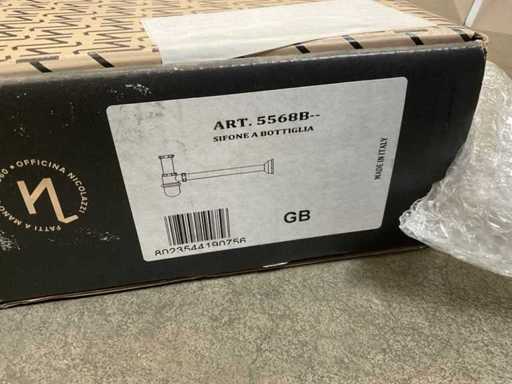 ART. 5568B--
SIFONE A BOTTIGLIA
MADE IN ITALY
GB
8023544190756
OFFICINA NICOLAZZI
FATTI A MANO